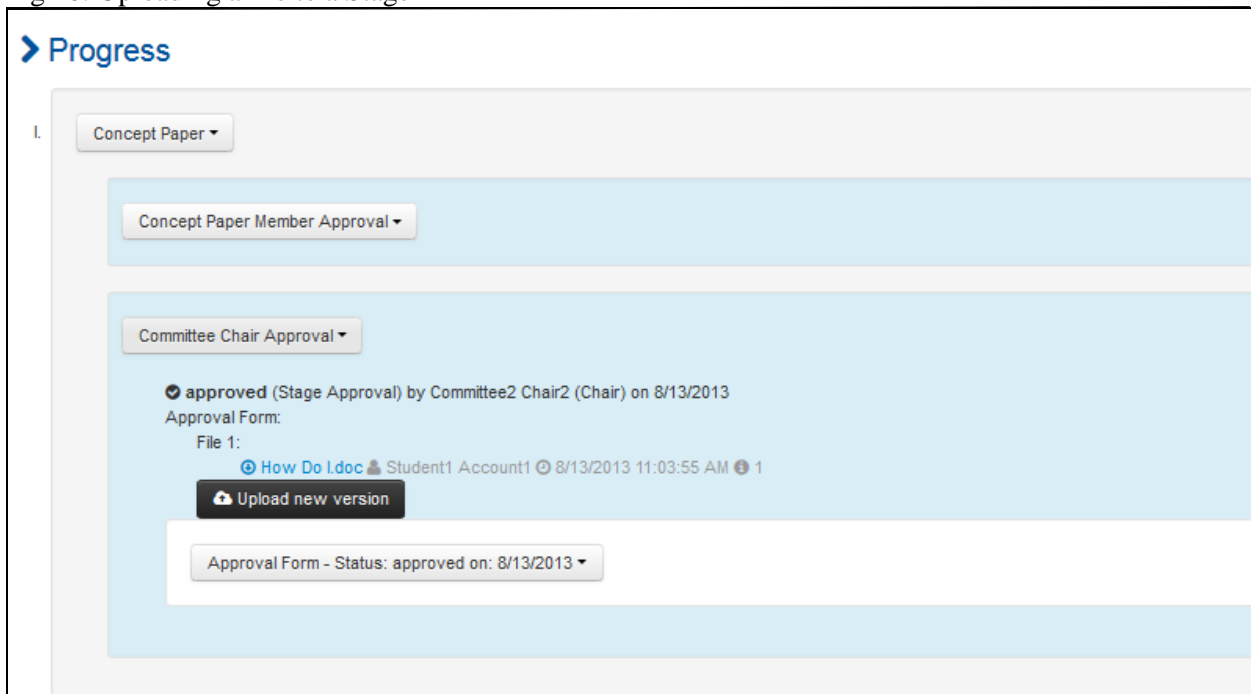 Progress
I.
Concept Paper
Concept Paper Member Approval
Committee Chair Approval
approved (Stage Approval) by Committee2 Chair2 (Chair) on 8/13/2013
Approval Form:
File 1:
How Do I.doc Student1 Account1 8/13/2013 11:03:55 AM 1
Upload new version
Approval Form - Status: approved on: 8/13/2013